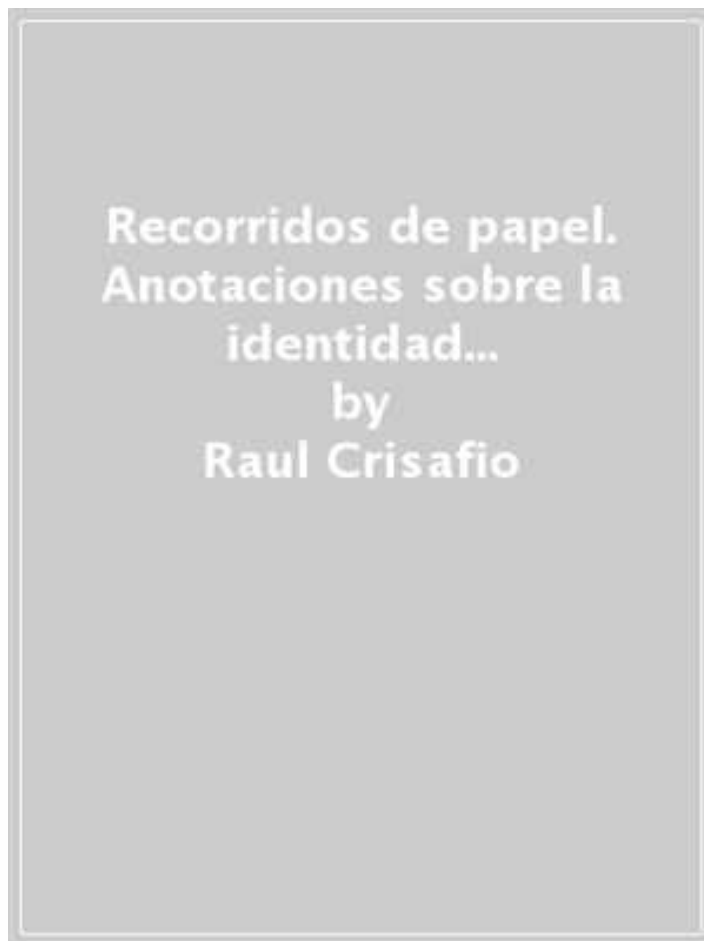 Recorridos de papel.
Anotaciones sobre la
identidad...
by
Raul Crisafio